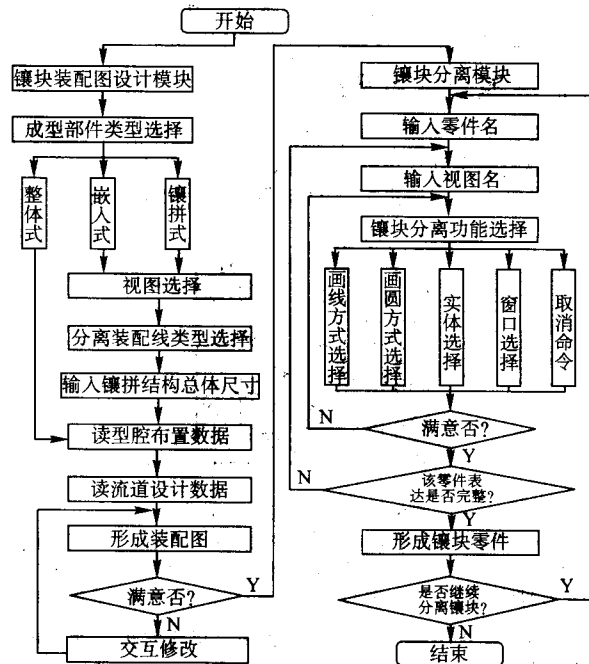 开始
镶块装配图设计模块
成型部件类型选择
整体式
嵌入式
镶拼式
视图选择
分离装配线类型选择
输入镶拼结构总体尺寸
读型腔布置数据
读流道设计数据
形成装配图
满意否?
Y
N
交互修改
镶块分离模块
输入零件名
输入视图名
镶块分离功能选择
画线方式选择
画圆方式选择
实体选择
窗口选择
取消命令
N
满意否?
Y
N
该零件表
达是否完整?
Y
形成镶块零件
是否继续
分离镶块?
Y
N
结束